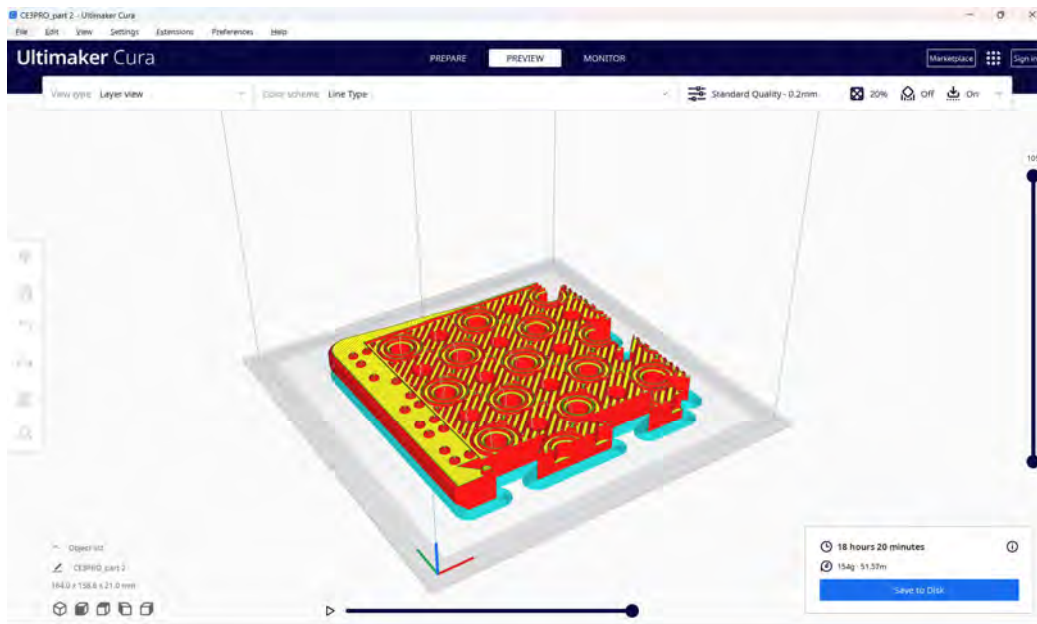 CE3PRO_part 2 - Ultimaker Cura
File Edit View Settings Extensions Preferences Help
Ultimaker Cura PREPARE PREVIEW MONITOR Marketplace Sign in
View type Layer view Color scheme Line Type Standard Quality - 0.2mm 20% Off On
Object list
CE3PRO_part 2
18 hours 20 minutes
154g · 51.57m
Save to Disk